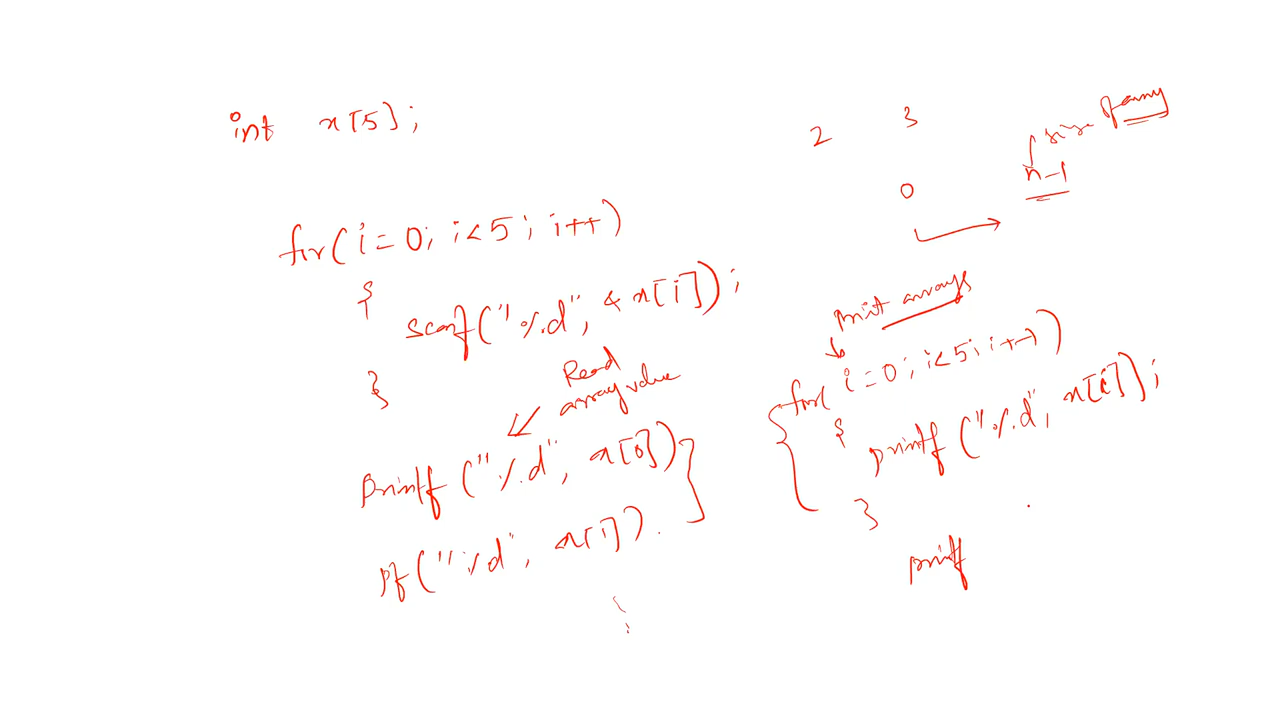 int x[5];
for(i=0; i<5; i++)
{
scanf("%d", &x[i]);
}
Read
array value
printf("%d", x[0])
pf("%d", x[1]).
2 3
size of array
0 n-1
print arrays
for( i=0; i<5; i++)
{
printf("%d", x[i]);
}
printf